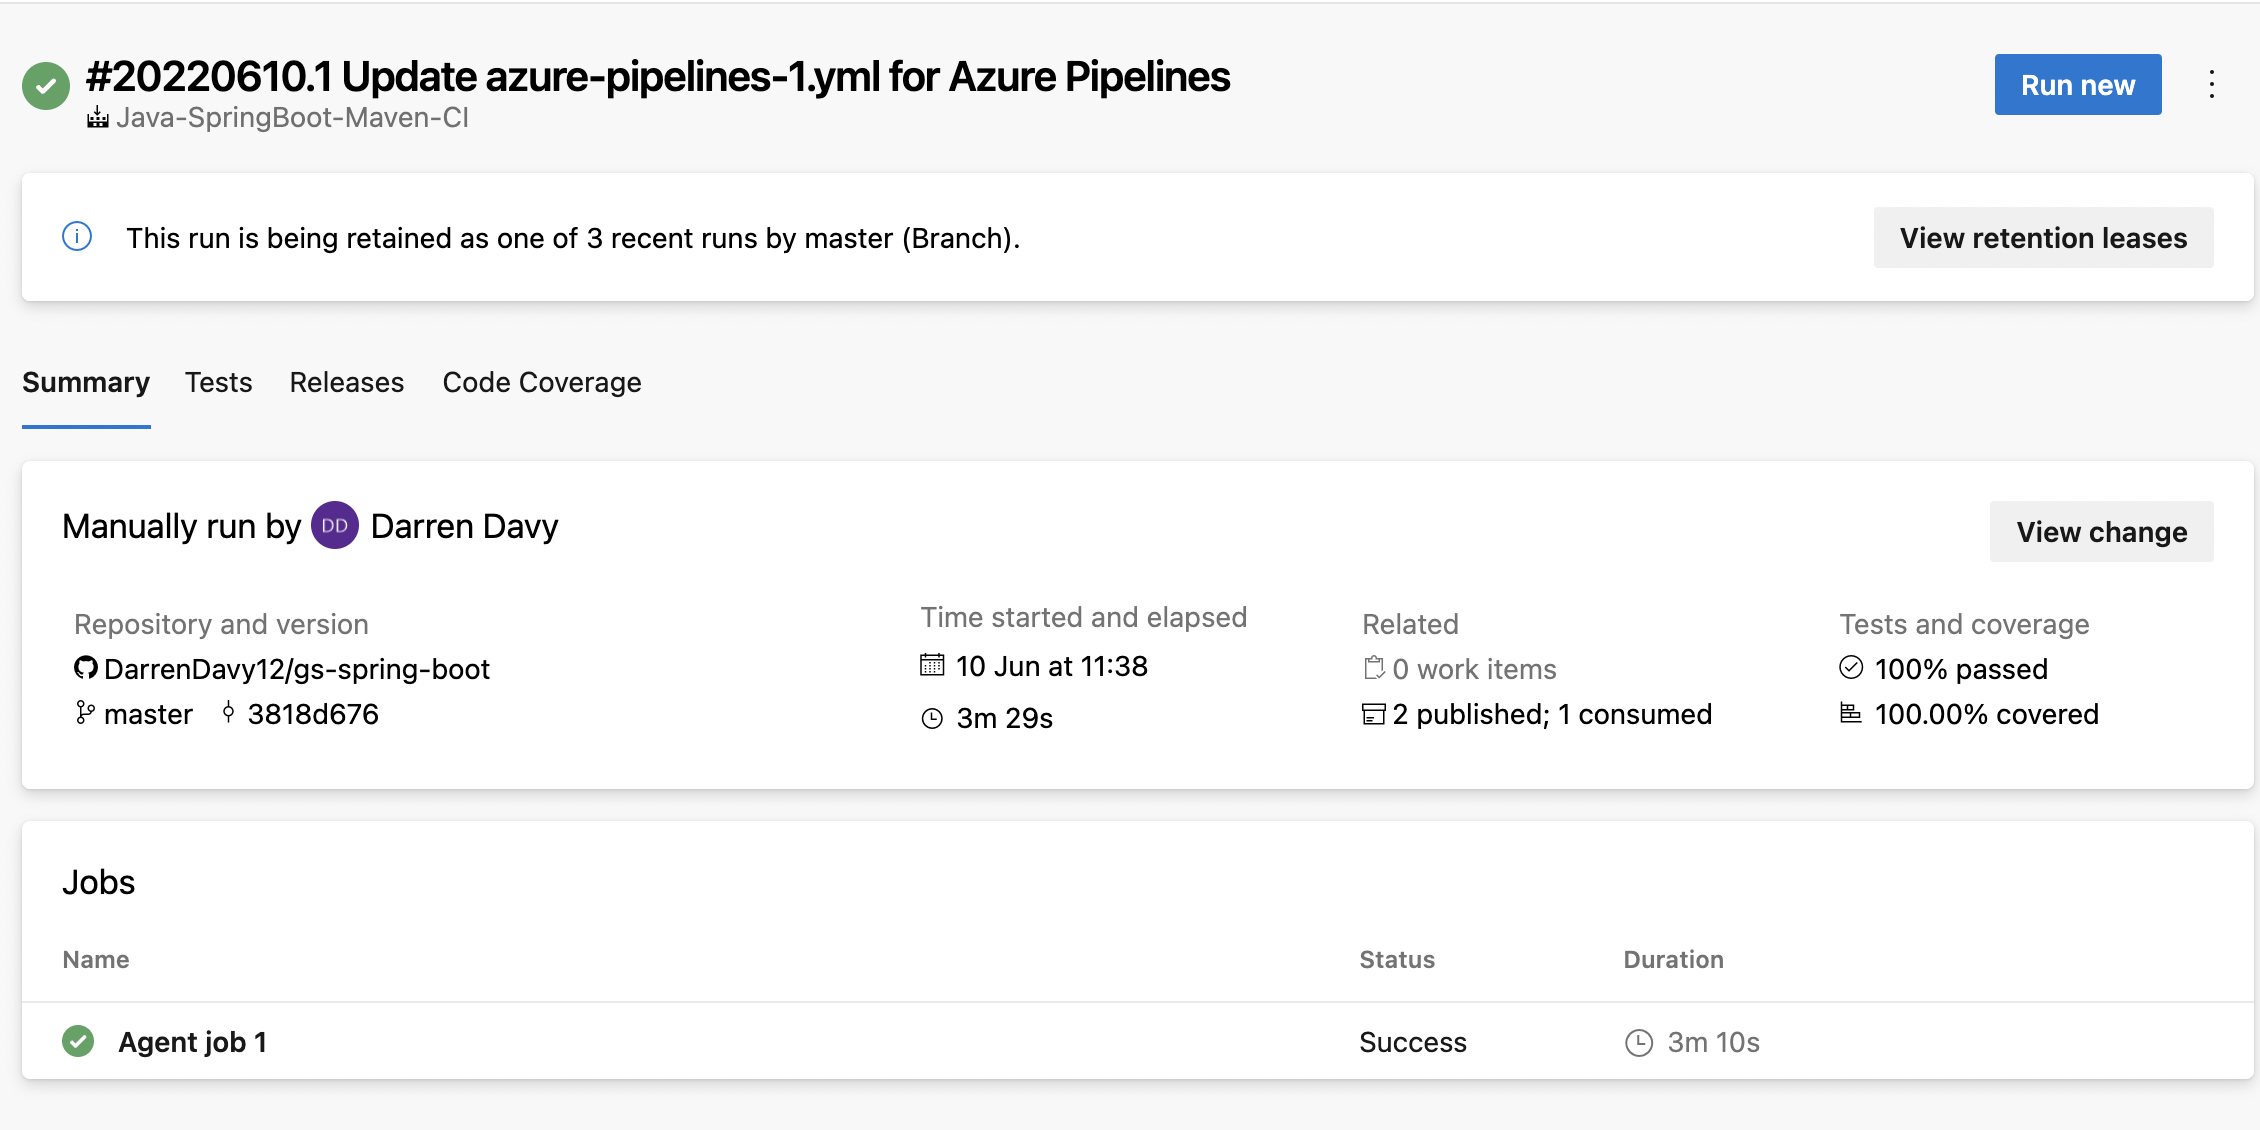 #20220610.1 Update azure-pipelines-1.yml for Azure Pipelines
Java-SpringBoot-Maven-CI
Run new
This run is being retained as one of 3 recent runs by master (Branch).
View retention leases
Summary Tests Releases Code Coverage
Manually run by DD Darren Davy
View change
Repository and version
DarrenDavy12/gs-spring-boot
master 3818d676
Time started and elapsed
10 Jun at 11:38
3m 29s
Related
0 work items
2 published; 1 consumed
Tests and coverage
100% passed
100.00% covered
Jobs
Name Status Duration
Agent job 1 Success 3m 10s